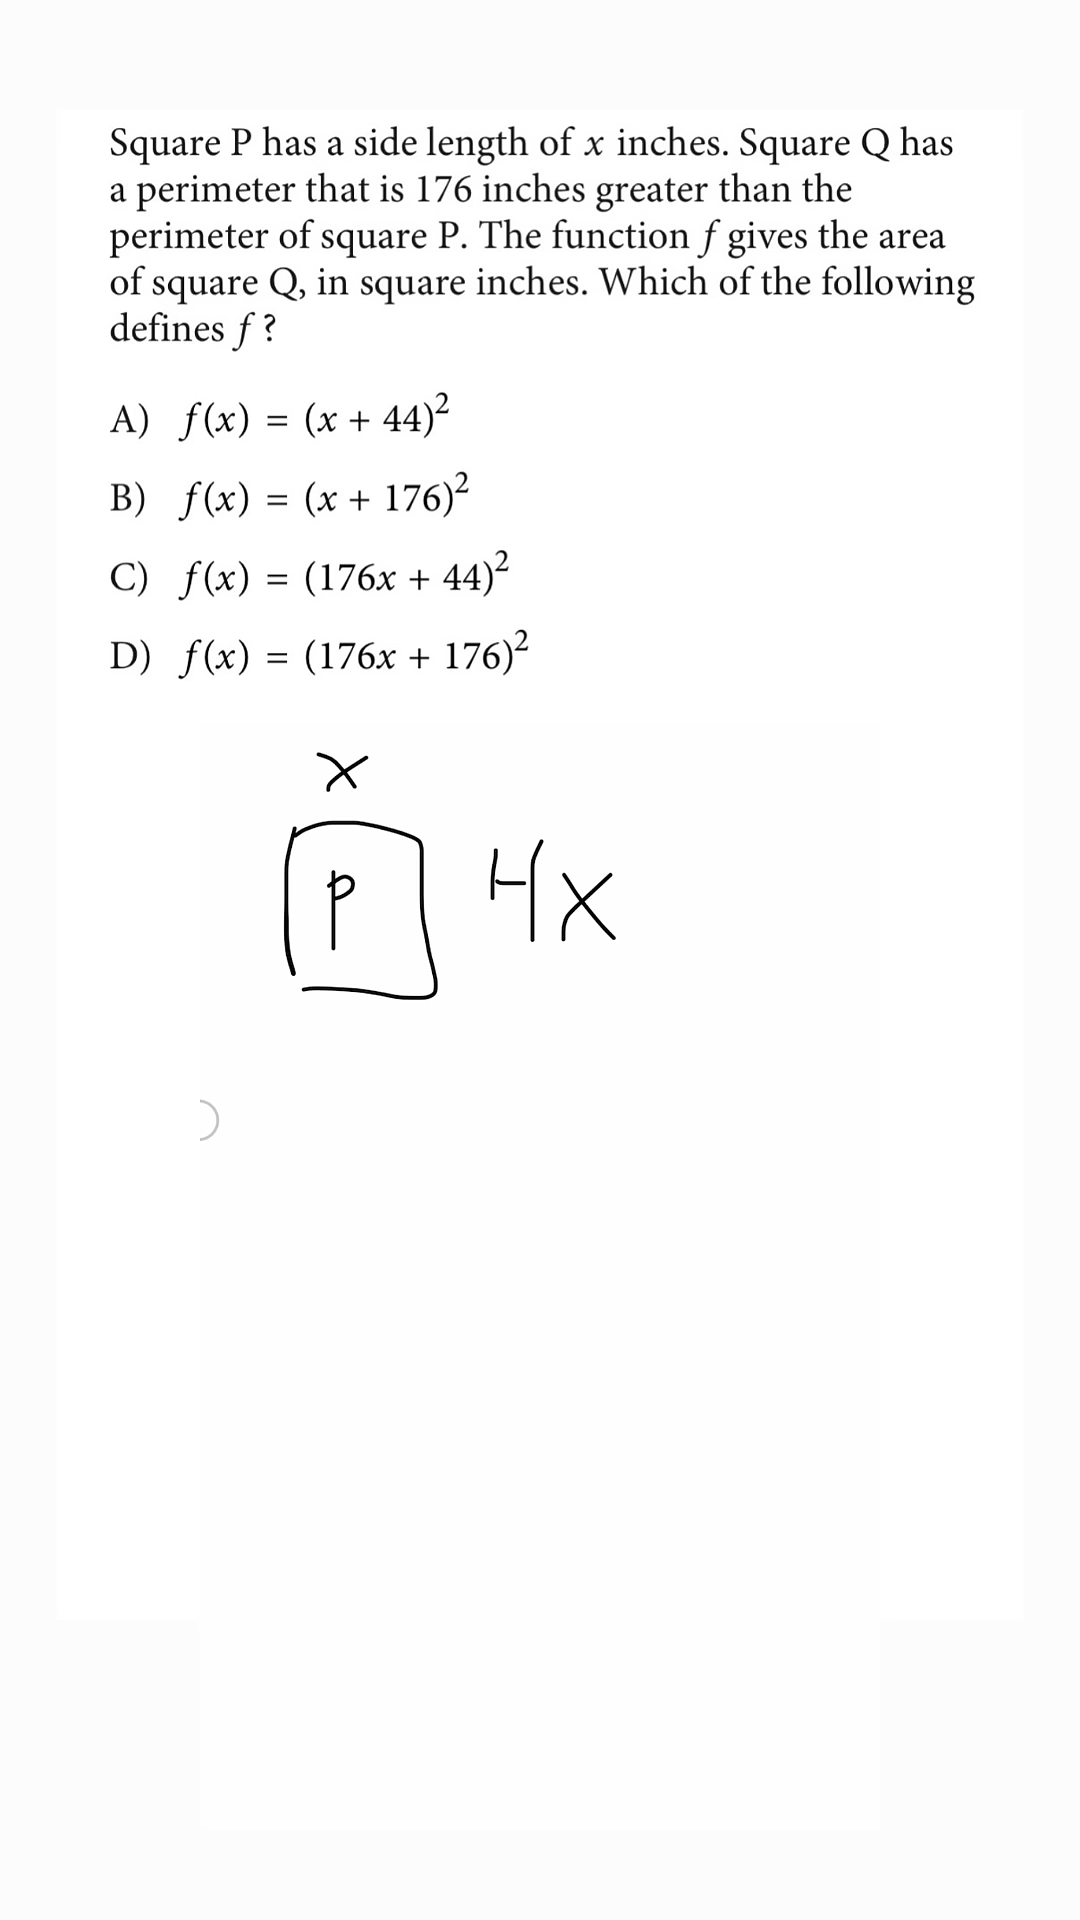 Square P has a side length of x inches. Square Q has
a perimeter that is 176 inches greater than the
perimeter of square P. The function f gives the area
of square Q, in square inches. Which of the following
defines f ?
A) f(x) = (x + 44)²
B) f(x) = (x + 176)²
C) f(x) = (176x + 44)²
D) f(x) = (176x + 176)²
x
P 4x